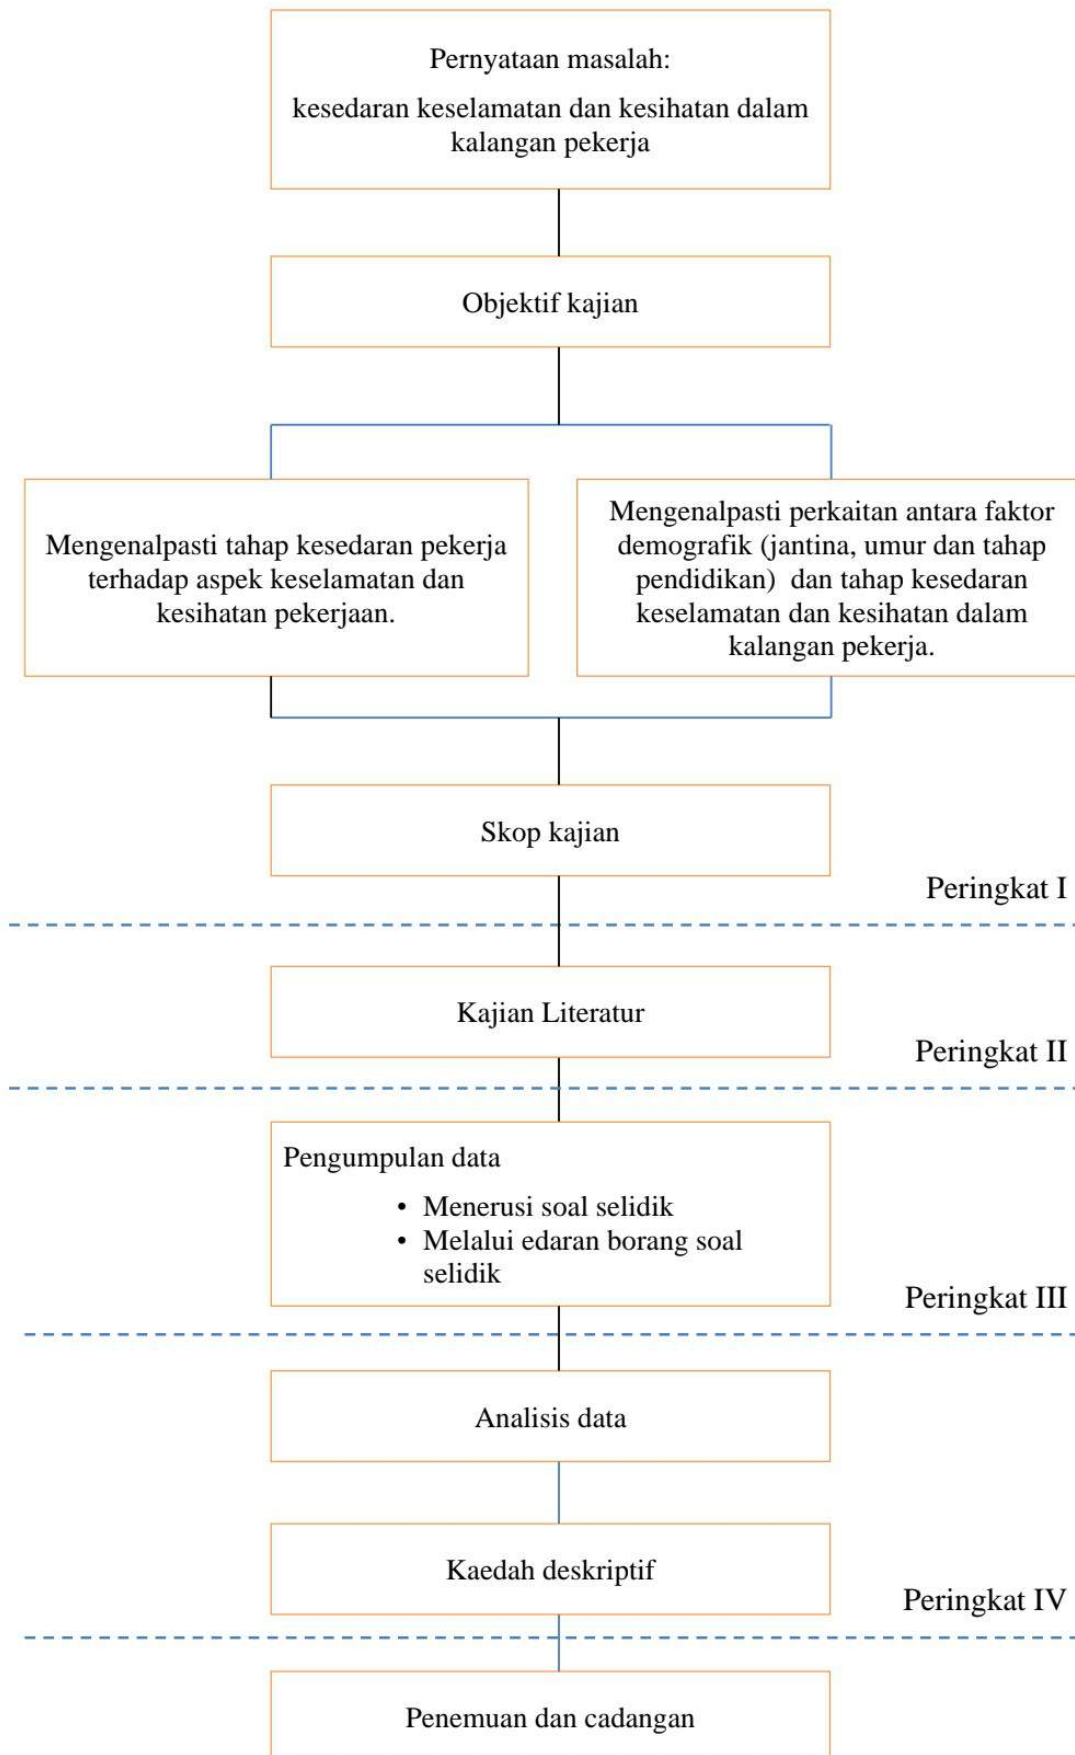 Pernyataan masalah:
kesedaran keselamatan dan kesihatan dalam
kalangan pekerja
Objektif kajian
Mengenalpasti tahap kesedaran pekerja
terhadap aspek keselamatan dan
kesihatan pekerjaan.
Mengenalpasti perkaitan antara faktor
demografik (jantina, umur dan tahap
pendidikan) dan tahap kesedaran
keselamatan dan kesihatan dalam
kalangan pekerja.
Skop kajian
Peringkat I
Kajian Literatur
Peringkat II
Pengumpulan data
• Menerusi soal selidik
• Melalui edaran borang soal
selidik
Peringkat III
Analisis data
Kaedah deskriptif
Peringkat IV
Penemuan dan cadangan